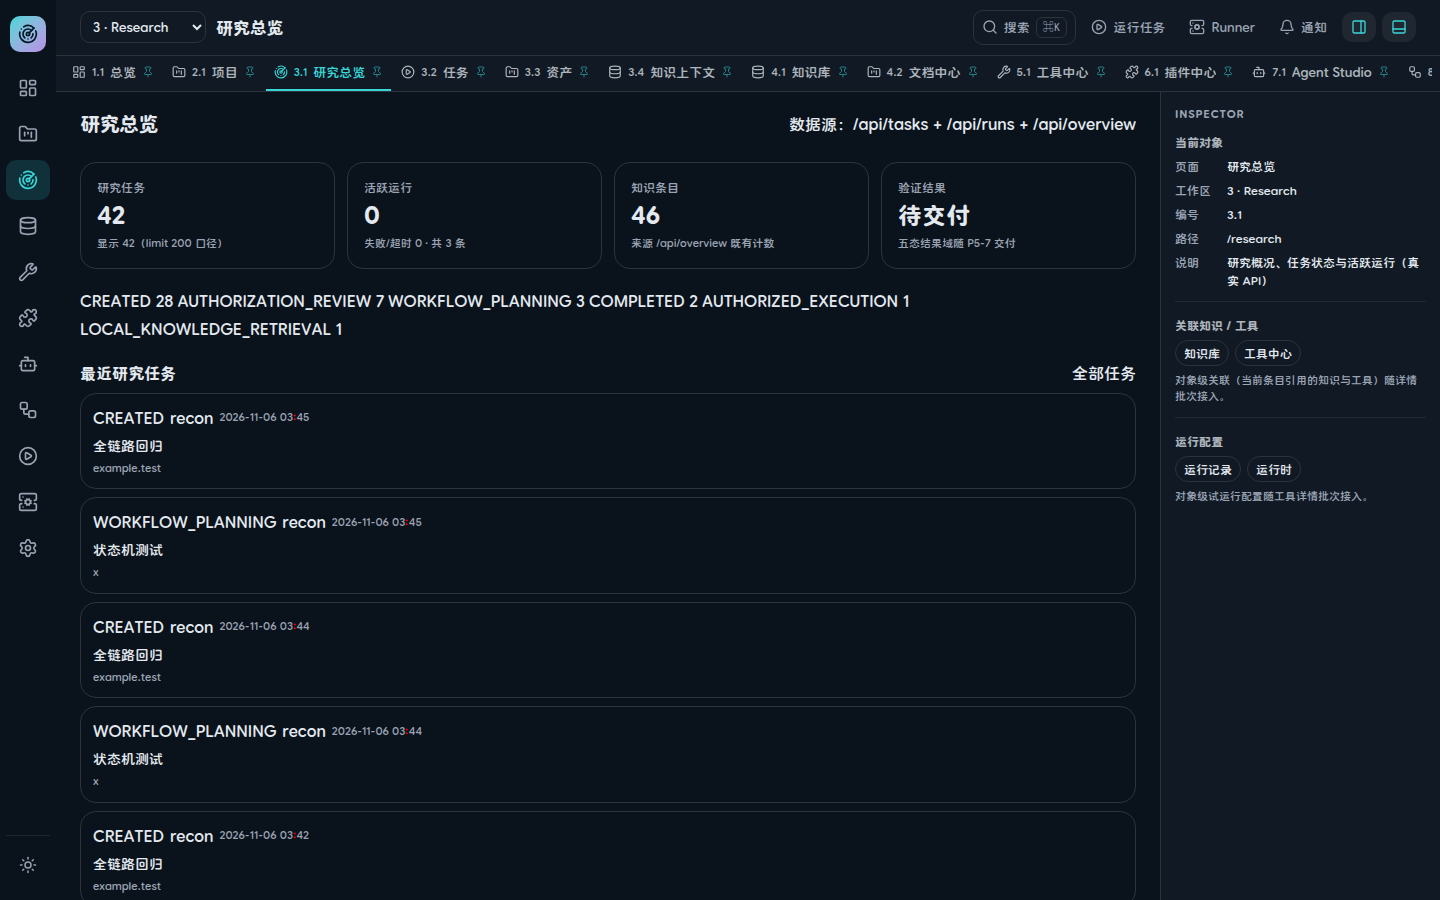 3 · Research 研究总览 搜索 ⌘K 运行任务 Runner 通知
1.1 总览 2.1 项目 3.1 研究总览 3.2 任务 3.3 资产 3.4 知识上下文 4.1 知识库 4.2 文档中心 5.1 工具中心 6.1 插件中心 7.1 Agent Studio
研究总览 数据源：/api/tasks + /api/runs + /api/overview
研究任务
42
显示 42（limit 200 口径）
活跃运行
0
失败/超时 0 · 共 3 条
知识条目
46
来源 /api/overview 既有计数
验证结果
待交付
五态结果域随 P5-7 交付
CREATED 28 AUTHORIZATION_REVIEW 7 WORKFLOW_PLANNING 3 COMPLETED 2 AUTHORIZED_EXECUTION 1
LOCAL_KNOWLEDGE_RETRIEVAL 1
最近研究任务 全部任务
CREATED recon 2026-11-06 03:45
全链路回归
example.test
WORKFLOW_PLANNING recon 2026-11-06 03:45
状态机测试
x
CREATED recon 2026-11-06 03:44
全链路回归
example.test
WORKFLOW_PLANNING recon 2026-11-06 03:44
状态机测试
x
CREATED recon 2026-11-06 03:42
全链路回归
example.test
INSPECTOR
当前对象
页面 研究总览
工作区 3 · Research
编号 3.1
路径 /research
说明 研究概况、任务状态与活跃运行（真
实 API）
关联知识 / 工具
知识库 工具中心
对象级关联（当前条目引用的知识与工具）随详情
批次接入。
运行配置
运行记录 运行时
对象级试运行配置随工具详情批次接入。